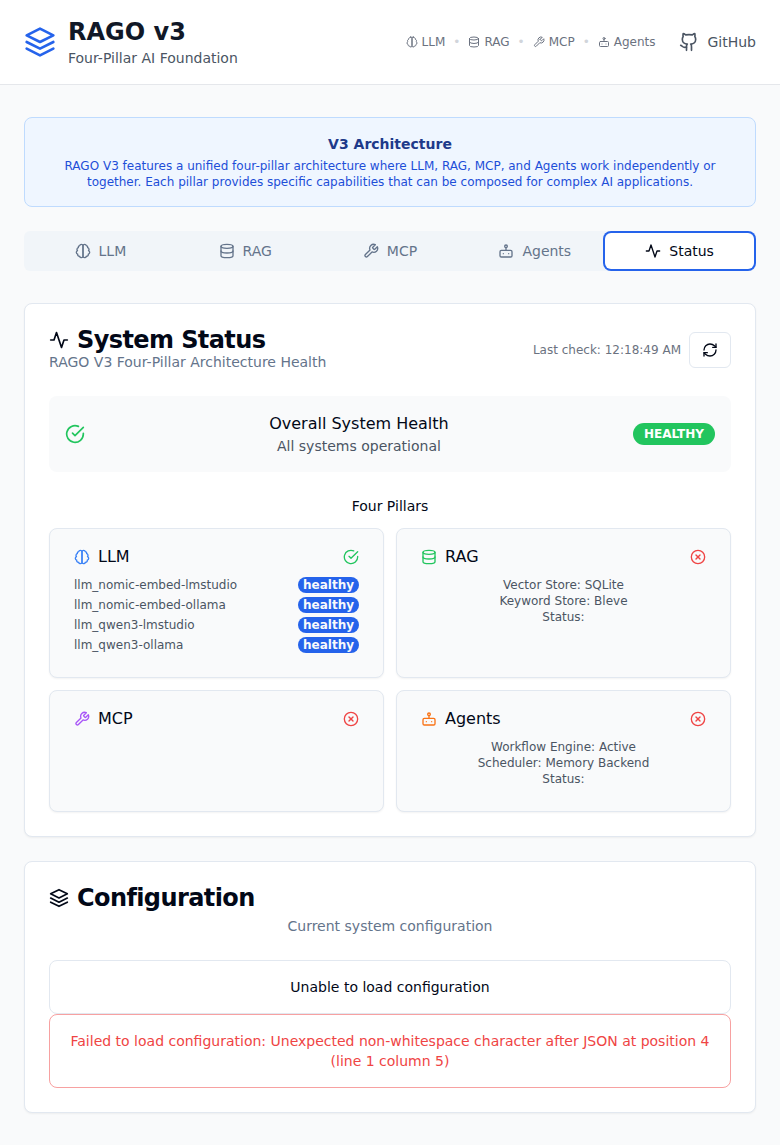 RAGO v3
Four-Pillar AI Foundation
LLM • RAG • MCP • Agents
GitHub
V3 Architecture
RAGO V3 features a unified four-pillar architecture where LLM, RAG, MCP, and Agents work independently or
together. Each pillar provides specific capabilities that can be composed for complex AI applications.
LLM
RAG
MCP
Agents
Status
System Status
RAGO V3 Four-Pillar Architecture Health
Last check: 12:18:49 AM
Overall System Health
All systems operational
HEALTHY
Four Pillars
LLM
llm_nomic-embed-lmstudio healthy
llm_nomic-embed-ollama healthy
llm_qwen3-lmstudio healthy
llm_qwen3-ollama healthy
RAG
Vector Store: SQLite
Keyword Store: Bleve
Status:
MCP
Agents
Workflow Engine: Active
Scheduler: Memory Backend
Status:
Configuration
Current system configuration
Unable to load configuration
Failed to load configuration: Unexpected non-whitespace character after JSON at position 4
(line 1 column 5)